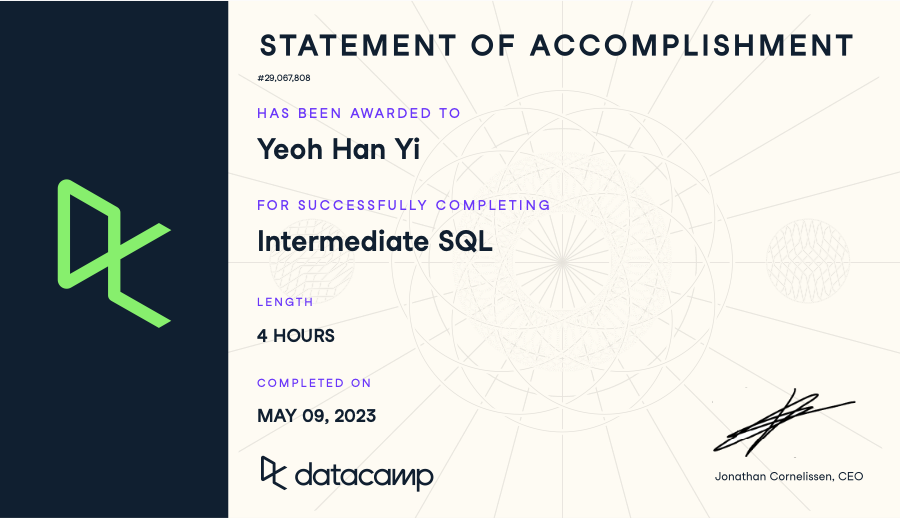 STATEMENT OF ACCOMPLISHMENT
#29,067,808
HAS BEEN AWARDED TO
Yeoh Han Yi
FOR SUCCESSFULLY COMPLETING
Intermediate SQL
LENGTH
4 HOURS
COMPLETED ON
MAY 09, 2023
datacamp
Jonathan Cornelissen, CEO